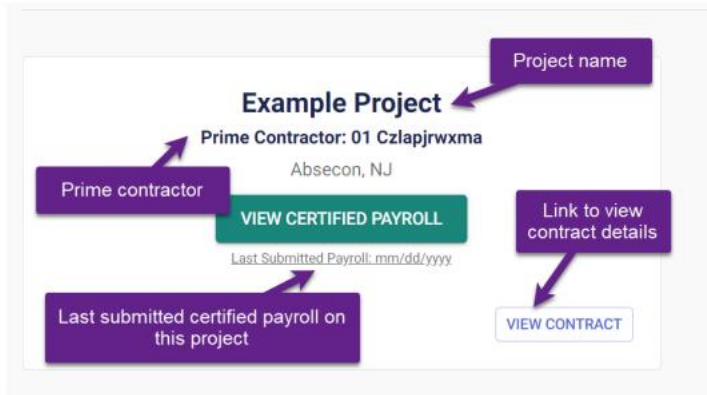 Project name
Example Project
Prime Contractor: 01 Czlapjrwxma
Absecon, NJ
Prime contractor
VIEW CERTIFIED PAYROLL
Link to view
contract details
Last Submitted Payroll: mm/dd/yyyy
Last submitted certified payroll on
this project
VIEW CONTRACT